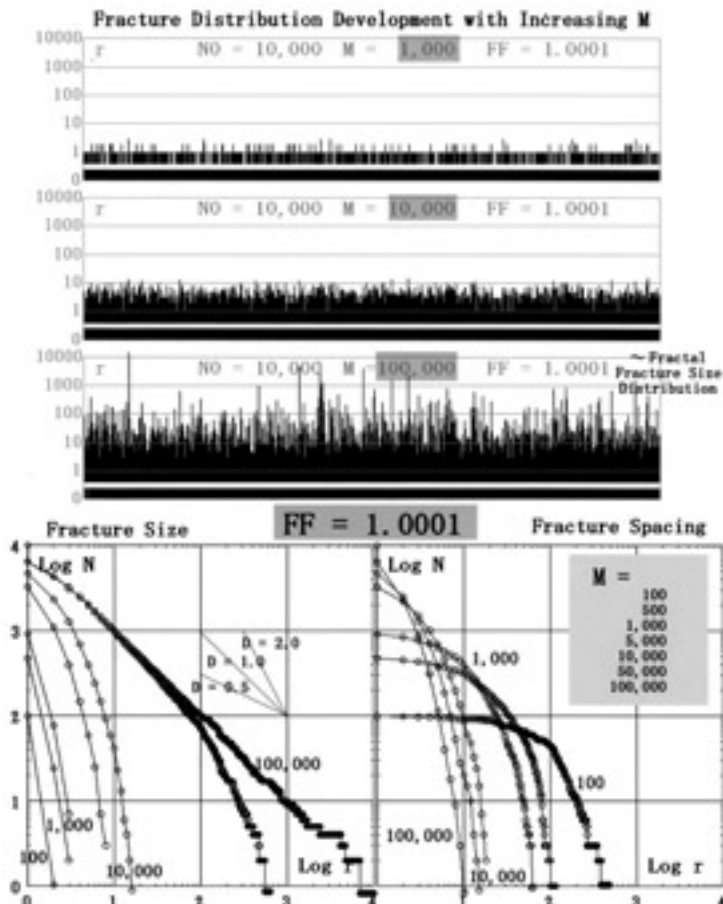 Fracture Distribution Development with Increasing M
10000 r NO = 10,000 M = 1,000 FF = 1.0001
1000
100
10
1
0
10000 r NO = 10,000 M = 10,000 FF = 1.0001
1000
100
10
1
0
10000 r NO = 10,000 M = 100,000 ~Fractal
1000 Fracture Size
100 Distribution
10
1
0
Fracture Size FF = 1.0001 Fracture Spacing
4 Log N Log N
M =
100
500
1,000
5,000
10,000
50,000
100,000
3
D = 2.0
D = 1.0
D = 0.5
1,000
2
100,000
100
1
1,000
100 10,000
100,000 10,000
Log r Log r
0
0 1 2 3 4 1 2 3 4